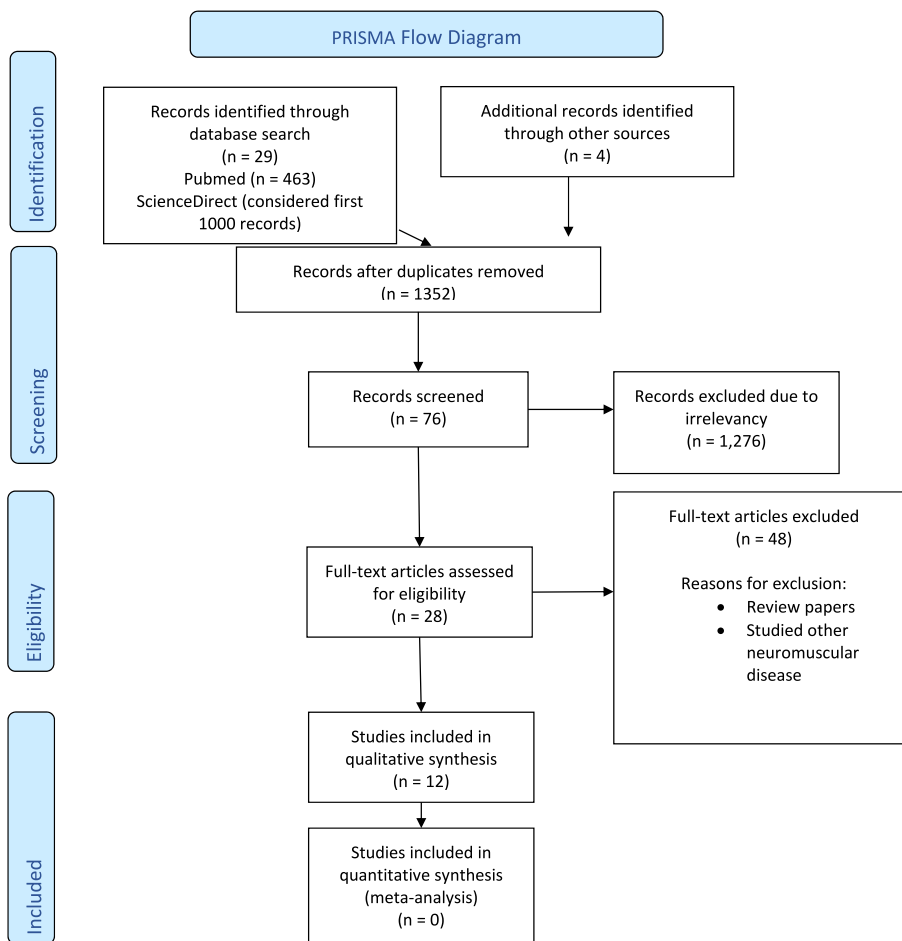 PRISMA Flow Diagram
Identification
Records identified through
database search
(n = 29)
Pubmed (n = 463)
ScienceDirect (considered first
1000 records)
Additional records identified
through other sources
(n = 4)
Screening
Records after duplicates removed
(n = 1352)
Records screened
(n = 76)
Records excluded due to
irrelevancy
(n = 1,276)
Eligibility
Full-text articles assessed
for eligibility
(n = 28)
Full-text articles excluded
(n = 48)
Reasons for exclusion:
• Review papers
• Studied other
neuromuscular
disease
Included
Studies included in
qualitative synthesis
(n = 12)
Studies included in
quantitative synthesis
(meta-analysis)
(n = 0)